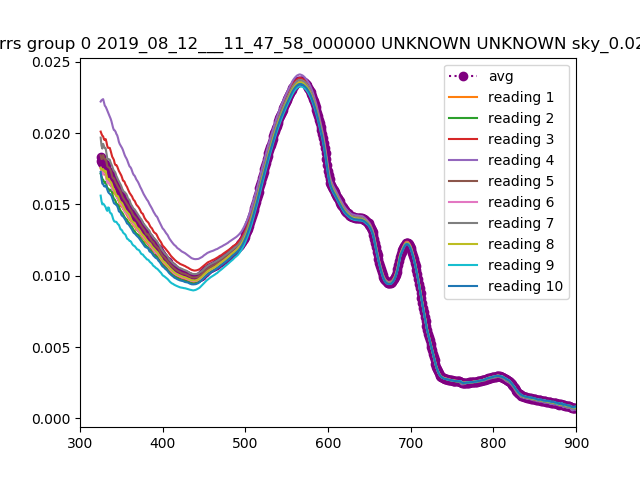 rrs group 0 2019_08_12___11_47_58_000000 UNKNOWN UNKNOWN sky_0.02
avg
reading 1
reading 2
reading 3
reading 4
reading 5
reading 6
reading 7
reading 8
reading 9
reading 10
0.025
0.020
0.015
0.010
0.005
0.000
300 400 500 600 700 800 900